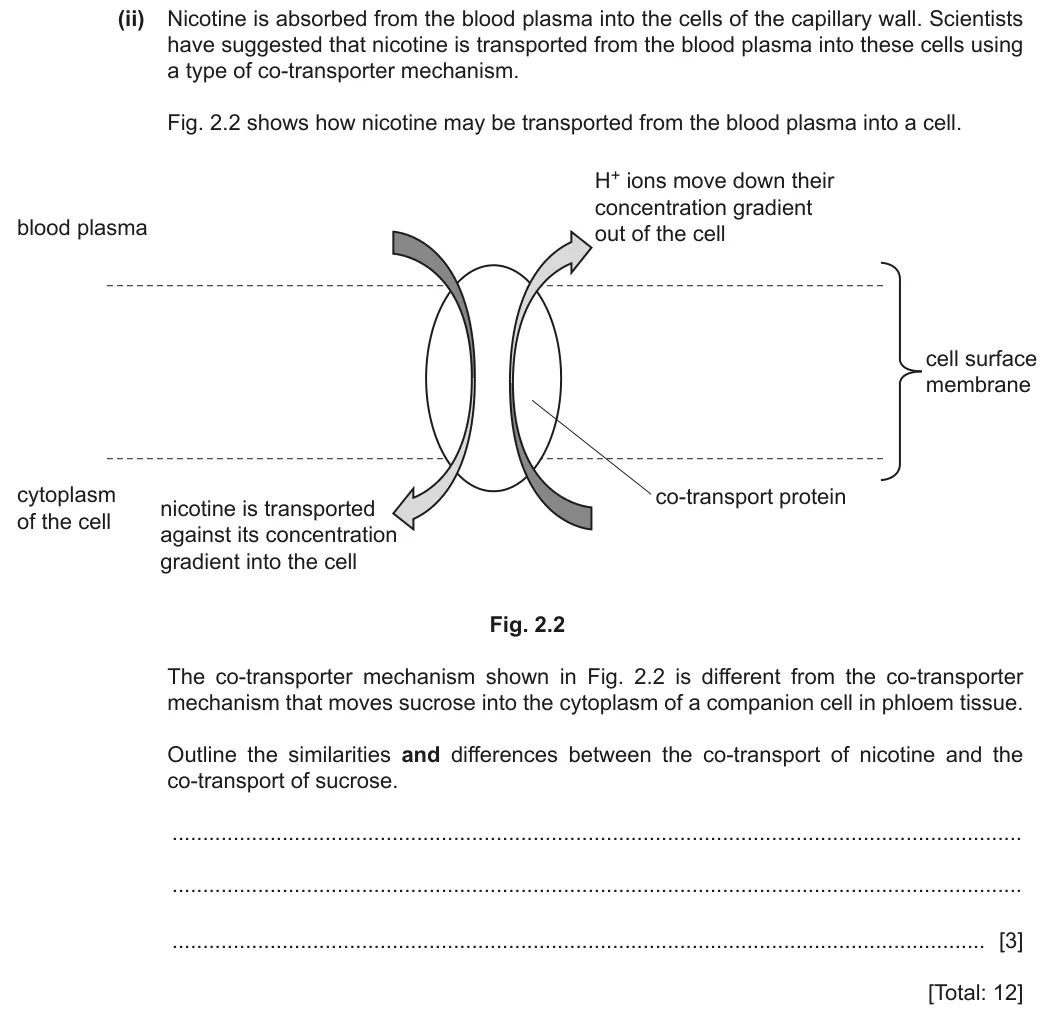 (ii) Nicotine is absorbed from the blood plasma into the cells of the capillary wall. Scientists
have suggested that nicotine is transported from the blood plasma into these cells using
a type of co-transporter mechanism.
Fig. 2.2 shows how nicotine may be transported from the blood plasma into a cell.
H⁺ ions move down their
concentration gradient
out of the cell
blood plasma
cell surface
membrane
cytoplasm
of the cell
nicotine is transported
against its concentration
gradient into the cell
co-transport protein
Fig. 2.2
The co-transporter mechanism shown in Fig. 2.2 is different from the co-transporter
mechanism that moves sucrose into the cytoplasm of a companion cell in phloem tissue.
Outline the similarities and differences between the co-transport of nicotine and the
co-transport of sucrose.
[3]
[Total: 12]